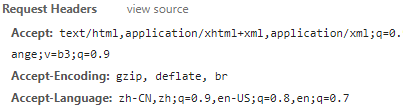 Request Headers view source
Accept: text/html,application/xhtml+xml,application/xml;q=0.
ange;v=b3;q=0.9
Accept-Encoding: gzip, deflate, br
Accept-Language: zh-CN,zh;q=0.9,en-US;q=0.8,en;q=0.7